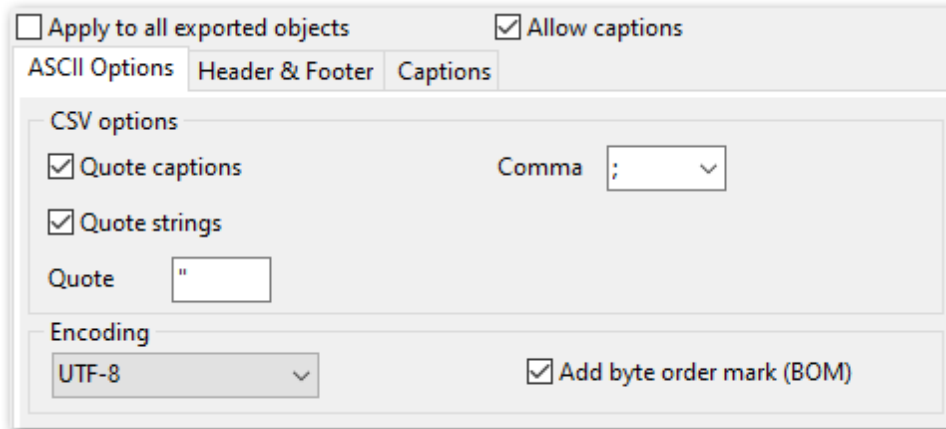 Apply to all exported objects Allow captions
ASCII Options Header & Footer Captions
CSV options
Quote captions Comma ;
Quote strings
Quote "
Encoding
UTF-8 Add byte order mark (BOM)